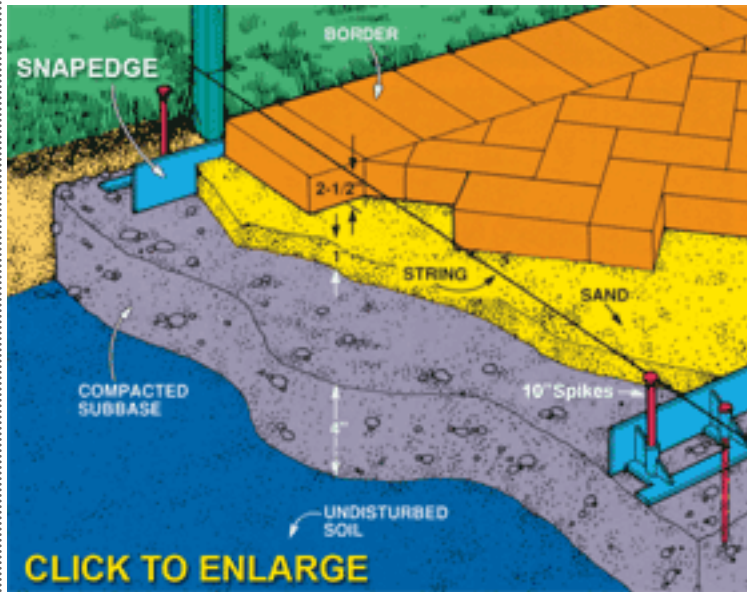 BORDER
SNAPEDGE
2-1/2"
1"
STRING
SAND
COMPACTED
SUBBASE
10"Spikes
4"
UNDISTURBED
SOIL
CLICK TO ENLARGE